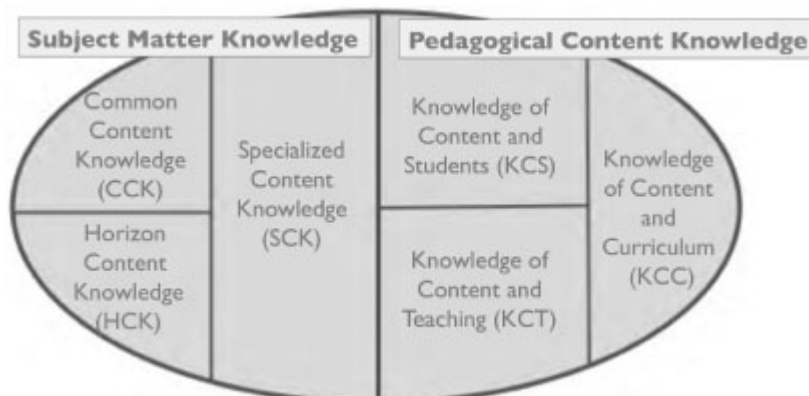 Subject Matter Knowledge
Pedagogical Content Knowledge
Common
Content
Knowledge
(CCK)
Horizon
Content
Knowledge
(HCK)
Specialized
Content
Knowledge
(SCK)
Knowledge of
Content and
Students (KCS)
Knowledge of
Content and
Teaching (KCT)
Knowledge
of Content
and
Curriculum
(KCC)